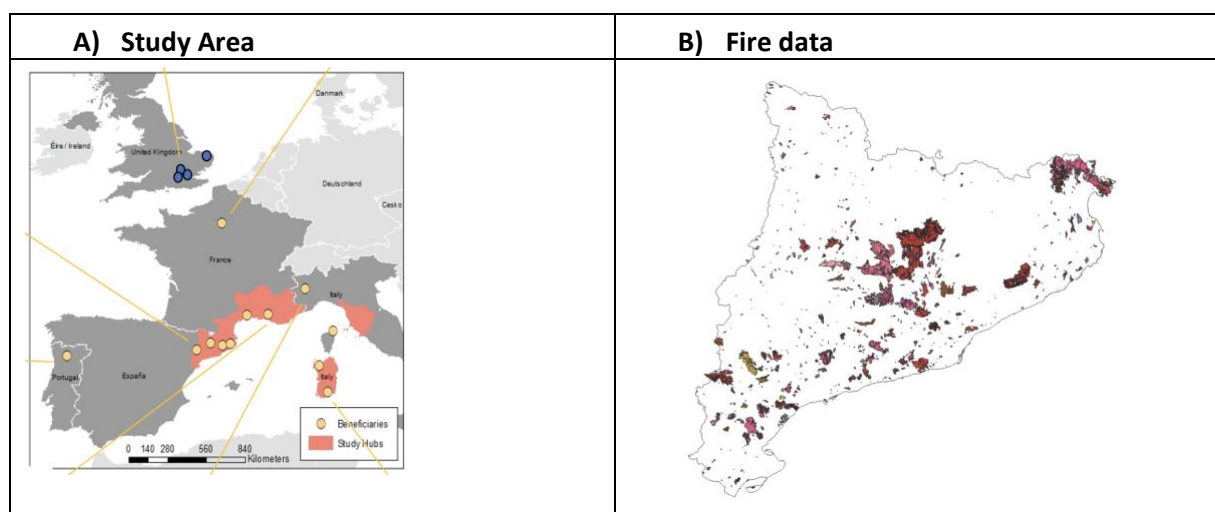 A) Study Area
B) Fire data
Danmark
Éire / Ireland
United Kingdom
Deutschland
Česko
France
Italy
Portugal
España
Italy
Beneficiaries
Study Hubs
0 140 280 560 840
Kilometers